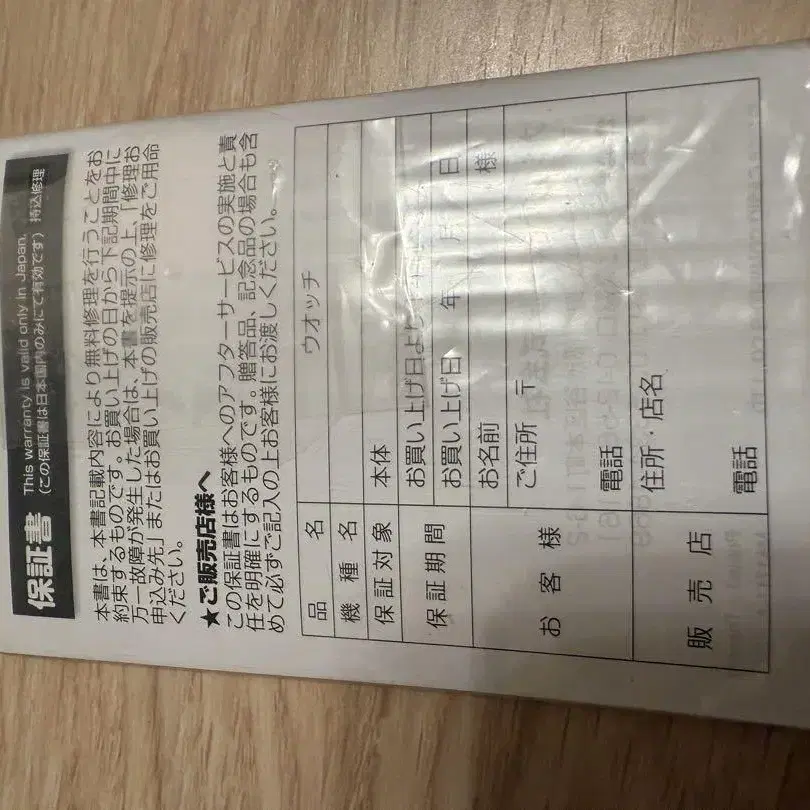 保証書 This warranty is valid only in Japan.
(この保証書は日本国内のみにて有効です) 持込修理
本書は、本書記載内容により無料修理を行うことをお
約束するものです。お買い上げの日から下記期間中に
万一故障が発生した場合は、本書を提示の上、「修理お
申込み先」またはお買い上げの販売店に修理をご用命
ください。
★ご販売店様へ
この保証書はお客様へのアフターサービスの実施と責
任を明確にするものです。贈答品、記念品の場合も含
めて必ずご記入の上お客様にお渡しください。
品名 ウオッチ
機種名
保証対象 本体
保証期間 お買い上げ日より
お買い上げ日 年 月 日
お客様 お名前 様
ご住所 〒
電話
販売店 住所・店名
電話